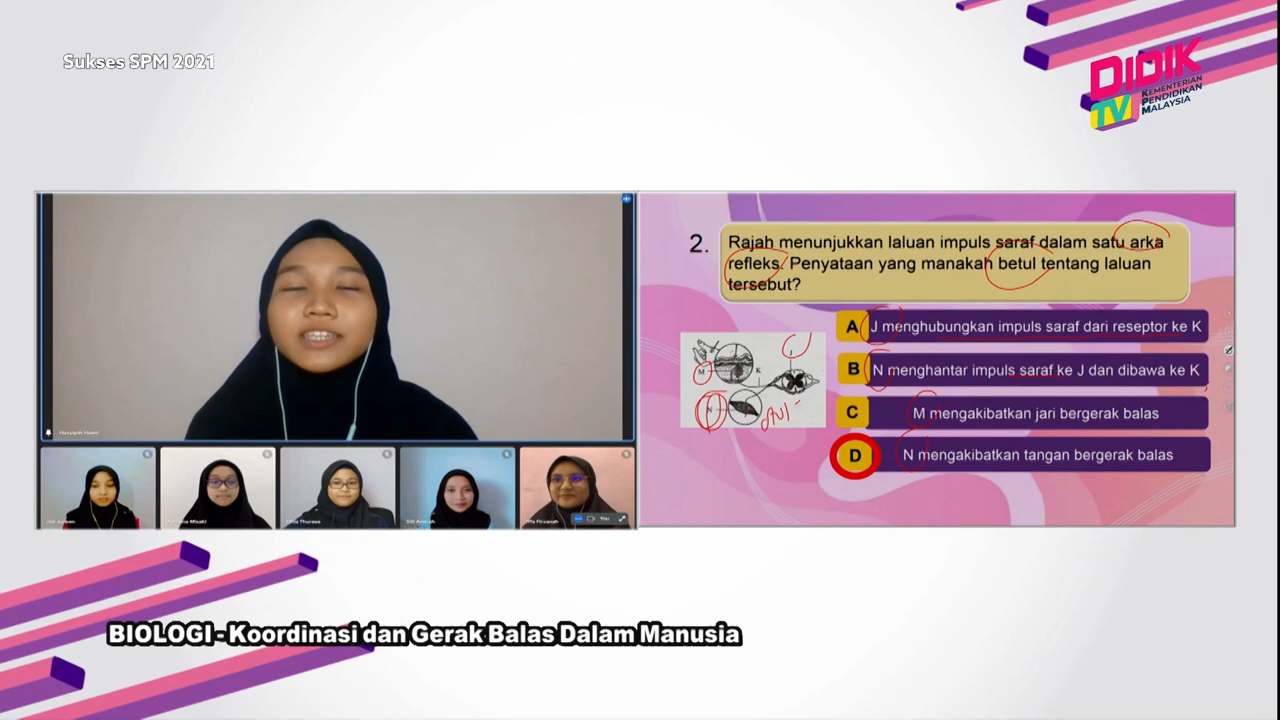 Sukses SPM 2021
DIDIK
TV
KEMENTERIAN
PENDIDIKAN
MALAYSIA
2.
Rajah menunjukkan laluan impuls saraf dalam satu arka
refleks. Penyataan yang manakah betul tentang laluan
tersebut?
A J menghubungkan impuls saraf dari reseptor ke K
B N menghantar impuls saraf ke J dan dibawa ke K
C M mengakibatkan jari bergerak balas
D N mengakibatkan tangan bergerak balas
M
K
N
You
BIOLOGI - Koordinasi dan Gerak Balas Dalam Manusia